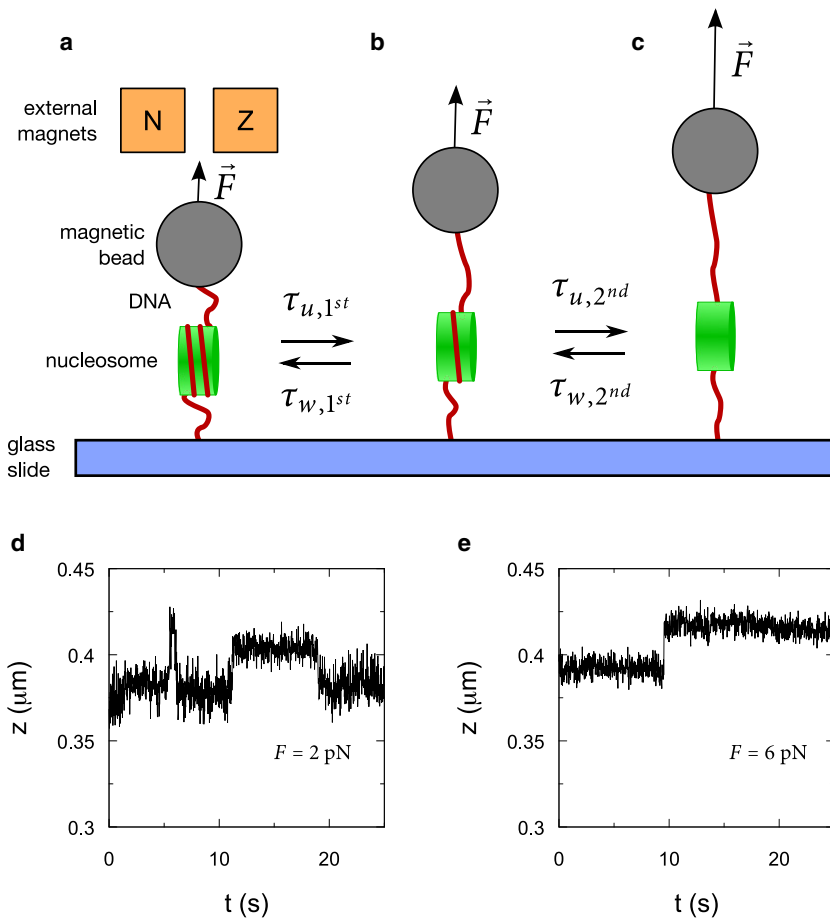 a
b
c
external
magnets
N
Z
F⃗
F⃗
F⃗
magnetic
bead
DNA
τu,1st
τu,2nd
nucleosome
τw,1st
τw,2nd
glass
slide
d
e
0.45
0.4
0.35
0.3
z (μm)
F = 2 pN
0
10
20
t (s)
0.45
0.4
0.35
0.3
z (μm)
F = 6 pN
0
10
20
t (s)